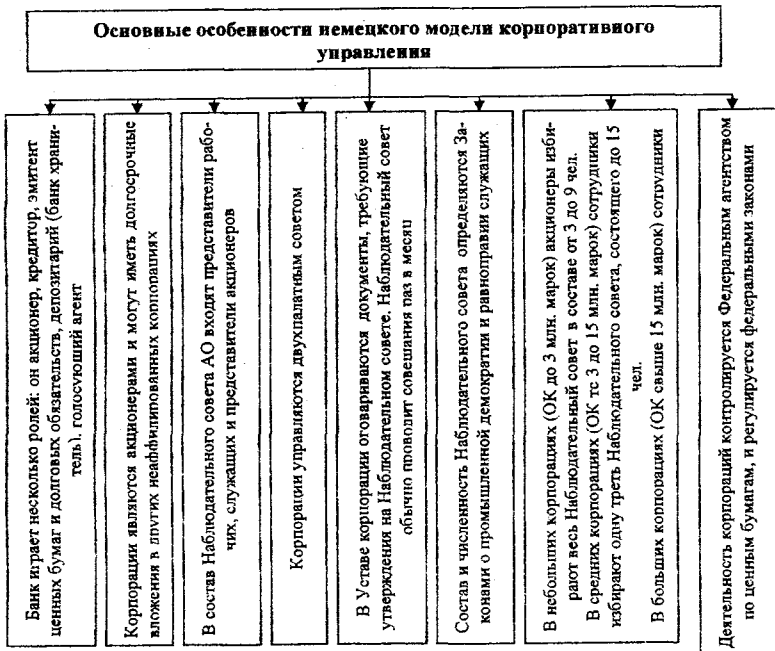 Основные особенности немецкого модели корпоративного
управления
Банк играет несколько ролей: он акционер, кредитор, эмитент
ценных бумаг и долговых обязательств, депозитарий (банк храни-
тель), голосующий агент
Корпорации являются акционерами и могут иметь долгосрочные
вложения в других неаффилированных корпорациях
В состав Наблюдательного совета АО входят представители рабо-
чих, служащих и представители акционеров
Корпорации управляются двухпалатным советом
В Уставе корпорации оговариваются документы, требующие
утверждения на Наблюдательном совете. Наблюдательный совет
обычно проводит совещания раз в месяц
Состав и численность Наблюдательного совета определяются За-
конами о промышленной демократии и равноправии служащих
В небольших корпорациях (ОК до 3 млн. марок) акционеры изби-
рают весь Наблюдательный совет в составе от 3 до 9 чел.
В средних корпорациях (ОК тс 3 до 15 млн. марок) сотрудники
избирают одну треть Наблюдательного совета, состоящего до 15
чел.
В больших корпорациях (ОК свыше 15 млн. марок) сотрудники
Деятельность корпораций контролируется Федеральным агентством
по ценным бумагам, и регулируется федеральными законами